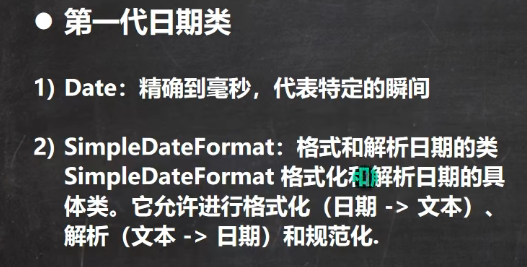 ● 第一代日期类
1) Date：精确到毫秒，代表特定的瞬间
2) SimpleDateFormat：格式和解析日期的类
SimpleDateFormat 格式化和解析日期的具
体类。它允许进行格式化（日期 -> 文本）、
解析（文本 -> 日期）和规范化.